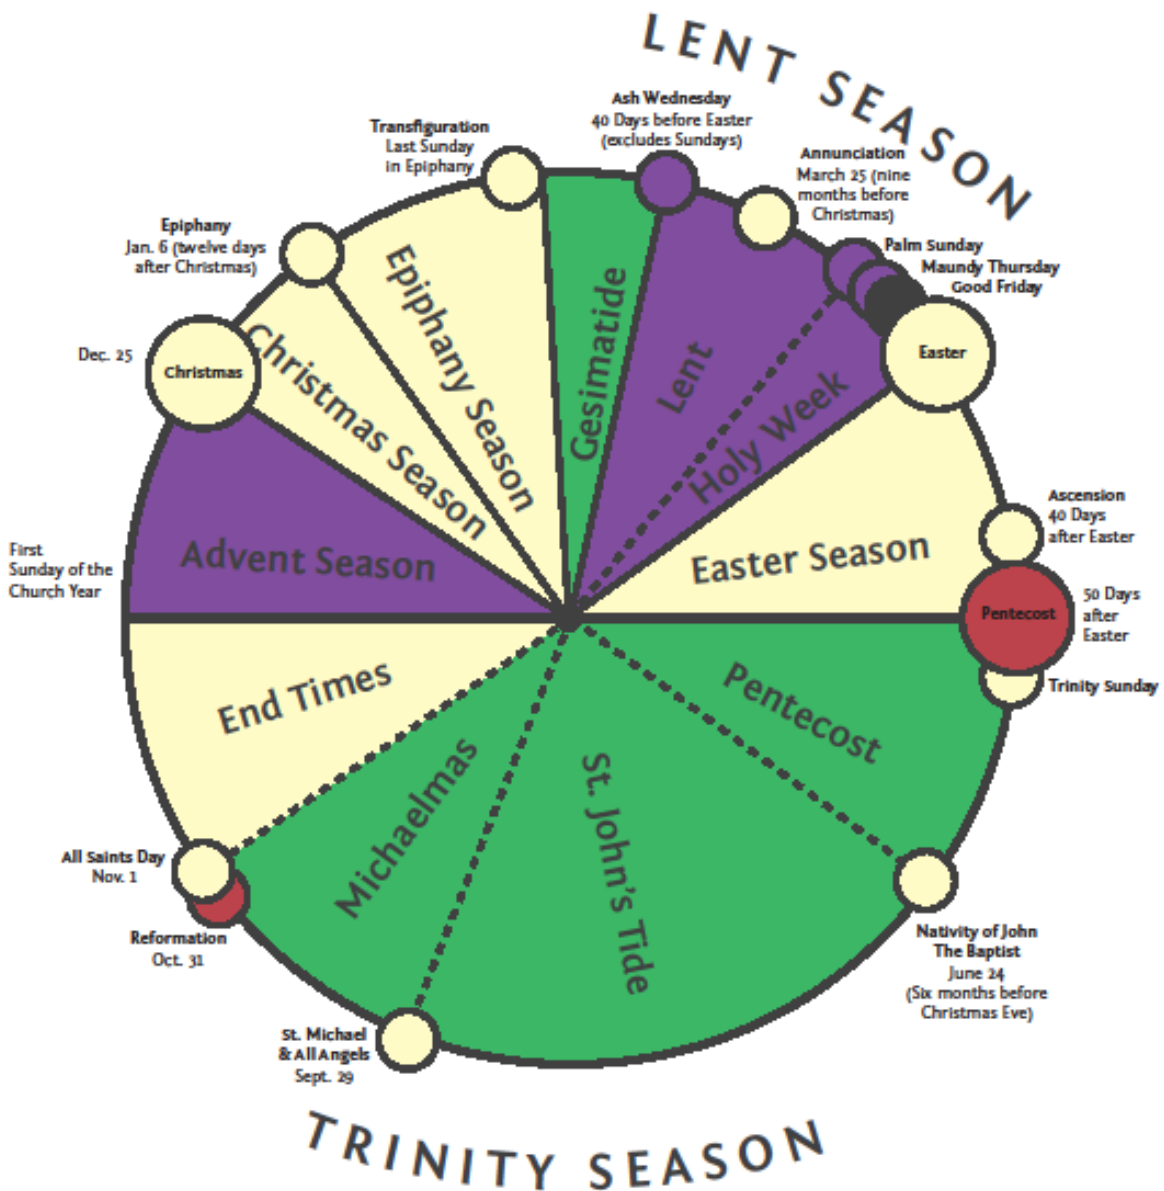 LENT SEASON
Ash Wednesday
40 Days before Easter
(excludes Sundays)
Transfiguration
Last Sunday
in Epiphany
Annunciation
March 25 (nine
months before
Christmas)
Epiphany
Jan. 6 (twelve days
after Christmas)
Palm Sunday
Maundy Thursday
Good Friday
Dec. 25
Christmas
Easter
Christmas Season
Epiphany Season
Gesimatide
Lent
Holy Week
Easter Season
Advent Season
Ascension
40 Days
after Easter
First
Sunday of the
Church Year
Pentecost
50 Days
after
Easter
Trinity Sunday
End Times
Michaelmas
St. John's Tide
Pentecost
All Saints Day
Nov. 1
Reformation
Oct. 31
Nativity of John
The Baptist
June 24
(Six months before
Christmas Eve)
St. Michael
& All Angels
Sept. 29
TRINITY SEASON